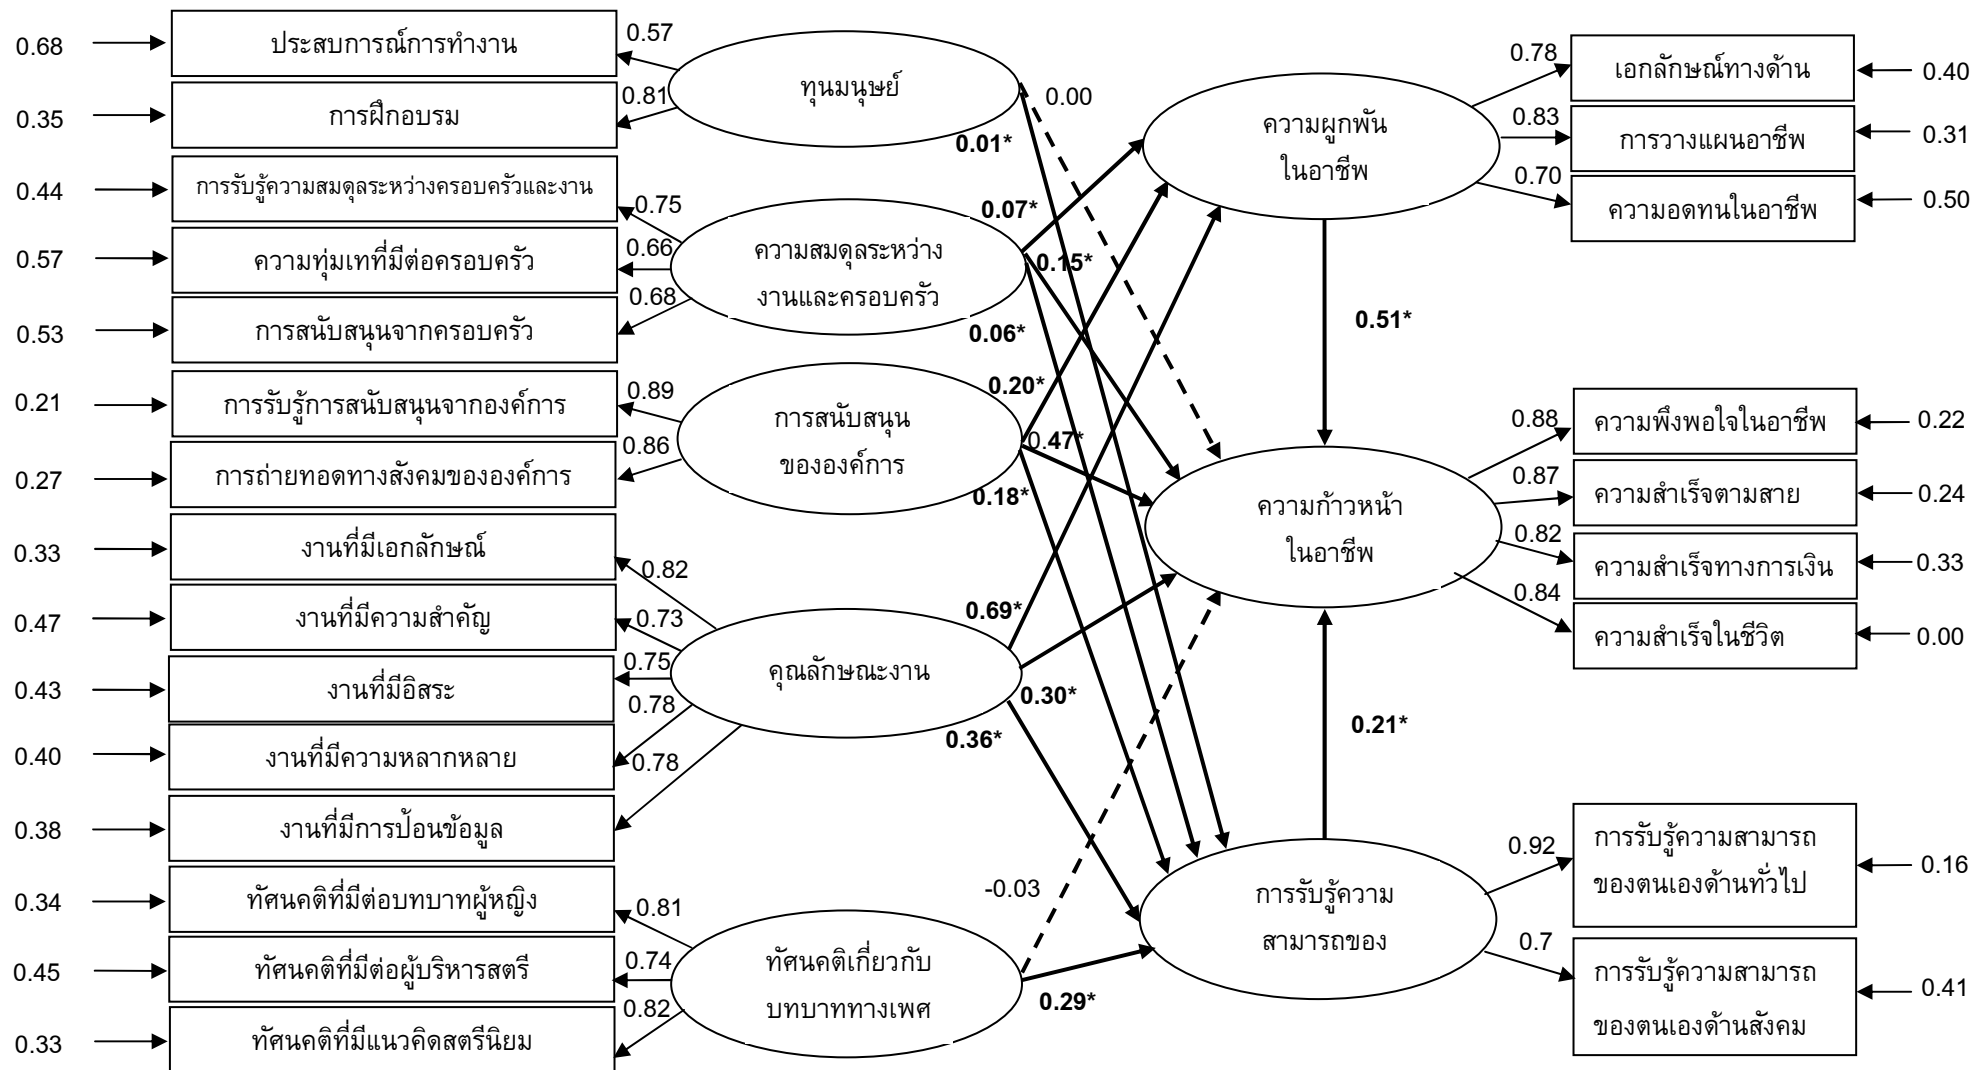 0.68
ประสบการณ์การทำงาน
0.57
0.35
การฝึกอบรม
0.81
0.44
การรับรู้ความสมดุลระหว่างครอบครัวและงาน
0.75
0.57
ความทุ่มเทที่มีต่อครอบครัว
0.66
0.53
การสนับสนุนจากครอบครัว
0.68
0.21
การรับรู้การสนับสนุนจากองค์การ
0.89
0.27
การถ่ายทอดทางสังคมขององค์การ
0.86
0.33
งานที่มีเอกลักษณ์
0.82
0.47
งานที่มีความสำคัญ
0.73
0.43
งานที่มีอิสระ
0.75
0.40
งานที่มีความหลากหลาย
0.78
0.38
งานที่มีการป้อนข้อมูล
0.78
0.34
ทัศนคติที่มีต่อบทบาทผู้หญิง
0.81
0.45
ทัศนคติที่มีต่อผู้บริหารสตรี
0.74
0.33
ทัศนคติที่มีแนวคิดสตรีนิยม
0.82
ทุนมนุษย์
0.00
0.01*
ความสมดุลระหว่าง
งานและครอบครัว
0.07*
0.15*
0.06*
การสนับสนุน
ขององค์การ
0.20*
0.47*
0.18*
คุณลักษณะงาน
0.69*
0.30*
0.36*
ทัศนคติเกี่ยวกับ
บทบาททางเพศ
-0.03
0.29*
ความผูกพัน
ในอาชีพ
0.51*
ความก้าวหน้า
ในอาชีพ
0.21*
การรับรู้ความ
สามารถของ
0.78
เอกลักษณ์ทางด้าน
0.40
0.83
การวางแผนอาชีพ
0.31
0.70
ความอดทนในอาชีพ
0.50
0.88
ความพึงพอใจในอาชีพ
0.22
0.87
ความสำเร็จตามสาย
0.24
0.82
ความสำเร็จทางการเงิน
0.33
0.84
ความสำเร็จในชีวิต
0.00
0.92
การรับรู้ความสามารถ
ของตนเองด้านทั่วไป
0.16
0.7
การรับรู้ความสามารถ
ของตนเองด้านสังคม
0.41